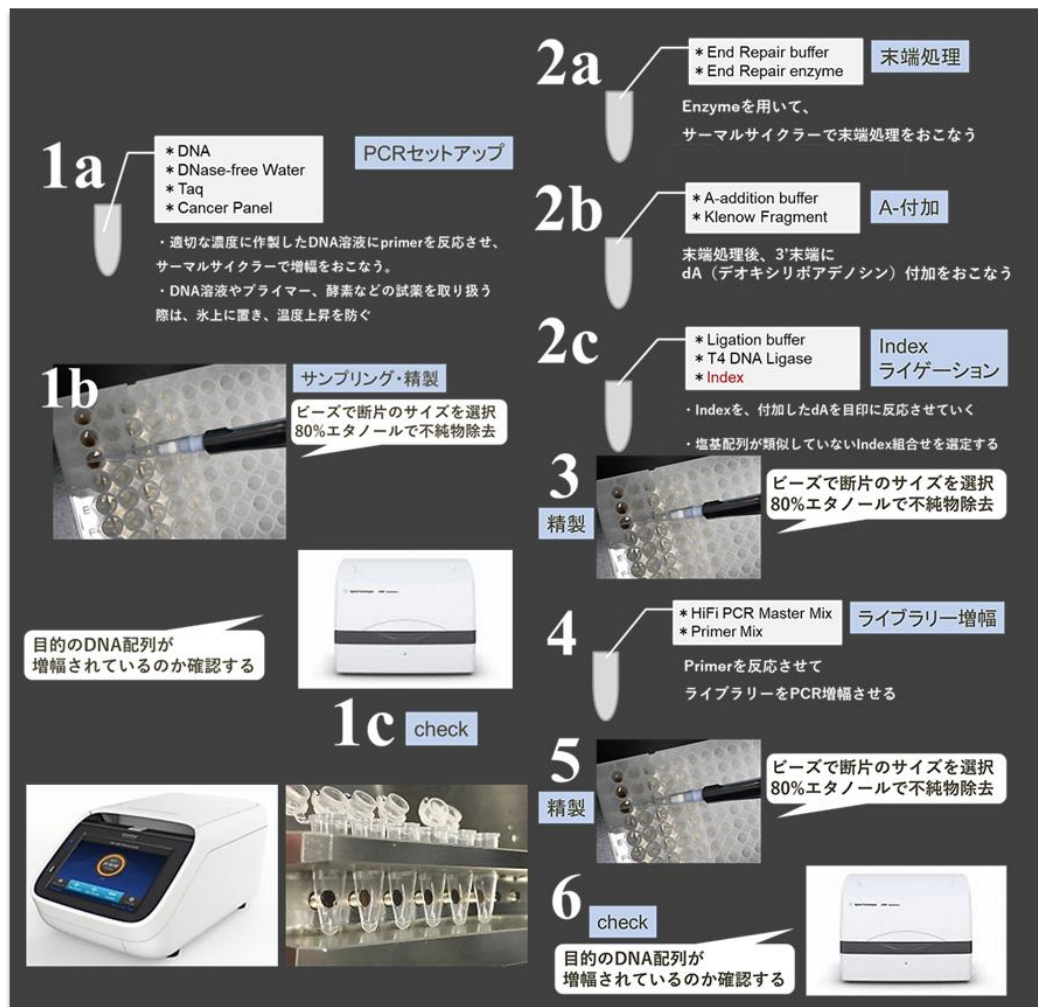 1a
* DNA
* DNase-free Water
* Taq
* Cancer Panel
PCRセットアップ
・適切な濃度に作製したDNA溶液にprimerを反応させ、
サーマルサイクラーで増幅をおこなう。
・DNA溶液やプライマー、酵素などの試薬を取り扱う
際は、氷上に置き、温度上昇を防ぐ
1b
サンプリング・精製
ビーズで断片のサイズを選択
80%エタノールで不純物除去
目的のDNA配列が
増幅されているのか確認する
1c
check
2a
* End Repair buffer
* End Repair enzyme
末端処理
Enzymeを用いて、
サーマルサイクラーで末端処理をおこなう
2b
* A-addition buffer
* Klenow Fragment
A-付加
末端処理後、3’末端に
dA（デオキシリボアデノシン）付加をおこなう
2c
* Ligation buffer
* T4 DNA Ligase
* Index
Index
ライゲーション
・Indexを、付加したdAを目印に反応させていく
・塩基配列が類似していないIndex組合せを選定する
3
精製
ビーズで断片のサイズを選択
80%エタノールで不純物除去
4
* HiFi PCR Master Mix
* Primer Mix
ライブラリー増幅
Primerを反応させて
ライブラリーをPCR増幅させる
5
精製
ビーズで断片のサイズを選択
80%エタノールで不純物除去
6
check
目的のDNA配列が
増幅されているのか確認する